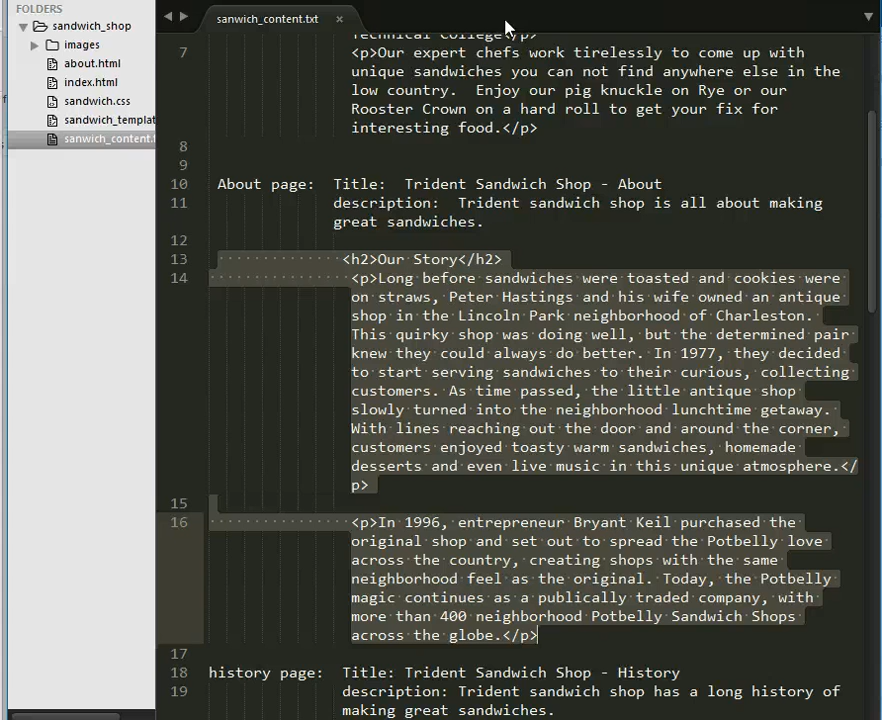 FOLDERS
sandwich_shop
images
about.html
index.html
sandwich.css
sandwich_templat
sanwich_content.t
sanwich_content.txt ×
Technical College</p>
7 <p>Our expert chefs work tirelessly to come up with
unique sandwiches you can not find anywhere else in the
low country. Enjoy our pig knuckle on Rye or our
Rooster Crown on a hard roll to get your fix for
interesting food.</p>
8
9
10 About page: Title: Trident Sandwich Shop - About
11 description: Trident sandwich shop is all about making
great sandwiches.
12
13 <h2>Our Story</h2>
14 <p>Long before sandwiches were toasted and cookies were
on straws, Peter Hastings and his wife owned an antique
shop in the Lincoln Park neighborhood of Charleston.
This quirky shop was doing well, but the determined pair
knew they could always do better. In 1977, they decided
to start serving sandwiches to their curious, collecting
customers. As time passed, the little antique shop
slowly turned into the neighborhood lunchtime getaway.
With lines reaching out the door and around the corner,
customers enjoyed toasty warm sandwiches, homemade
desserts and even live music in this unique atmosphere.</
p>
15
16 <p>In 1996, entrepreneur Bryant Keil purchased the
original shop and set out to spread the Potbelly love
across the country, creating shops with the same
neighborhood feel as the original. Today, the Potbelly
magic continues as a publically traded company, with
more than 400 neighborhood Potbelly Sandwich Shops
across the globe.</p>
17
18 history page: Title: Trident Sandwich Shop - History
19 description: Trident sandwich shop has a long history of
making great sandwiches.